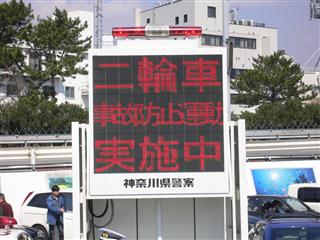 二輪車
事故防止運動
実施中
神奈川県警察